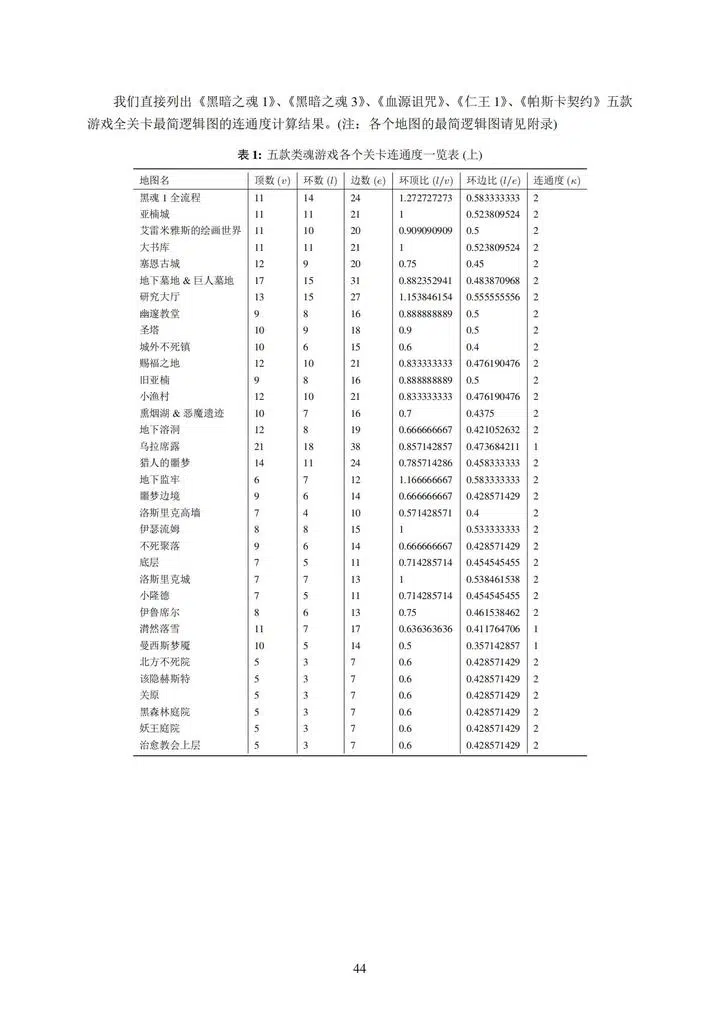 我们直接列出《黑暗之魂 1》、《黑暗之魂 3》、《血源诅咒》、《仁王 1》、《帕斯卡契约》五款
游戏全关卡最简逻辑图的连通度计算结果。(注：各个地图的最简逻辑图请见附录)
表 1: 五款类魂游戏各个关卡连通度一览表 (上)
地图名 顶数 (v) 环数 (l) 边数 (e) 环顶比 (l/v) 环边比 (l/e) 连通度 (κ)
黑魂 1 全流程 11 14 24 1.272727273 0.583333333 2
亚楠城 11 11 21 1 0.523809524 2
艾雷米雅斯的绘画世界 11 10 20 0.909090909 0.5 2
大书库 11 11 21 1 0.523809524 2
塞恩古城 12 9 20 0.75 0.45 2
地下墓地 & 巨人墓地 17 15 31 0.882352941 0.483870968 2
研究大厅 13 15 27 1.153846154 0.555555556 2
幽邃教堂 9 8 16 0.888888889 0.5 2
圣塔 10 9 18 0.9 0.5 2
城外不死镇 10 6 15 0.6 0.4 2
赐福之地 12 10 21 0.833333333 0.476190476 2
旧亚楠 9 8 16 0.888888889 0.5 2
小渔村 12 10 21 0.833333333 0.476190476 2
熏烟湖 & 恶魔遗迹 10 7 16 0.7 0.4375 2
地下溶洞 12 8 19 0.666666667 0.421052632 2
乌拉席露 21 18 38 0.857142857 0.473684211 1
猎人的噩梦 14 11 24 0.785714286 0.458333333 2
地下监牢 6 7 12 1.166666667 0.583333333 2
噩梦边境 9 6 14 0.666666667 0.428571429 2
洛斯里克高墙 7 4 10 0.571428571 0.4 2
伊瑟流姆 8 8 15 1 0.533333333 2
不死聚落 9 6 14 0.666666667 0.428571429 2
底层 7 5 11 0.714285714 0.454545455 2
洛斯里克城 7 7 13 1 0.538461538 2
小隆德 7 5 11 0.714285714 0.454545455 2
伊鲁席尔 8 6 13 0.75 0.461538462 2
潸然落雪 11 7 17 0.636363636 0.411764706 1
曼西斯梦魇 10 5 14 0.5 0.357142857 1
北方不死院 5 3 7 0.6 0.428571429 2
该隐赫斯特 5 3 7 0.6 0.428571429 2
关原 5 3 7 0.6 0.428571429 2
黑森林庭院 5 3 7 0.6 0.428571429 2
妖王庭院 5 3 7 0.6 0.428571429 2
治愈教会上层 5 3 7 0.6 0.428571429 2
44